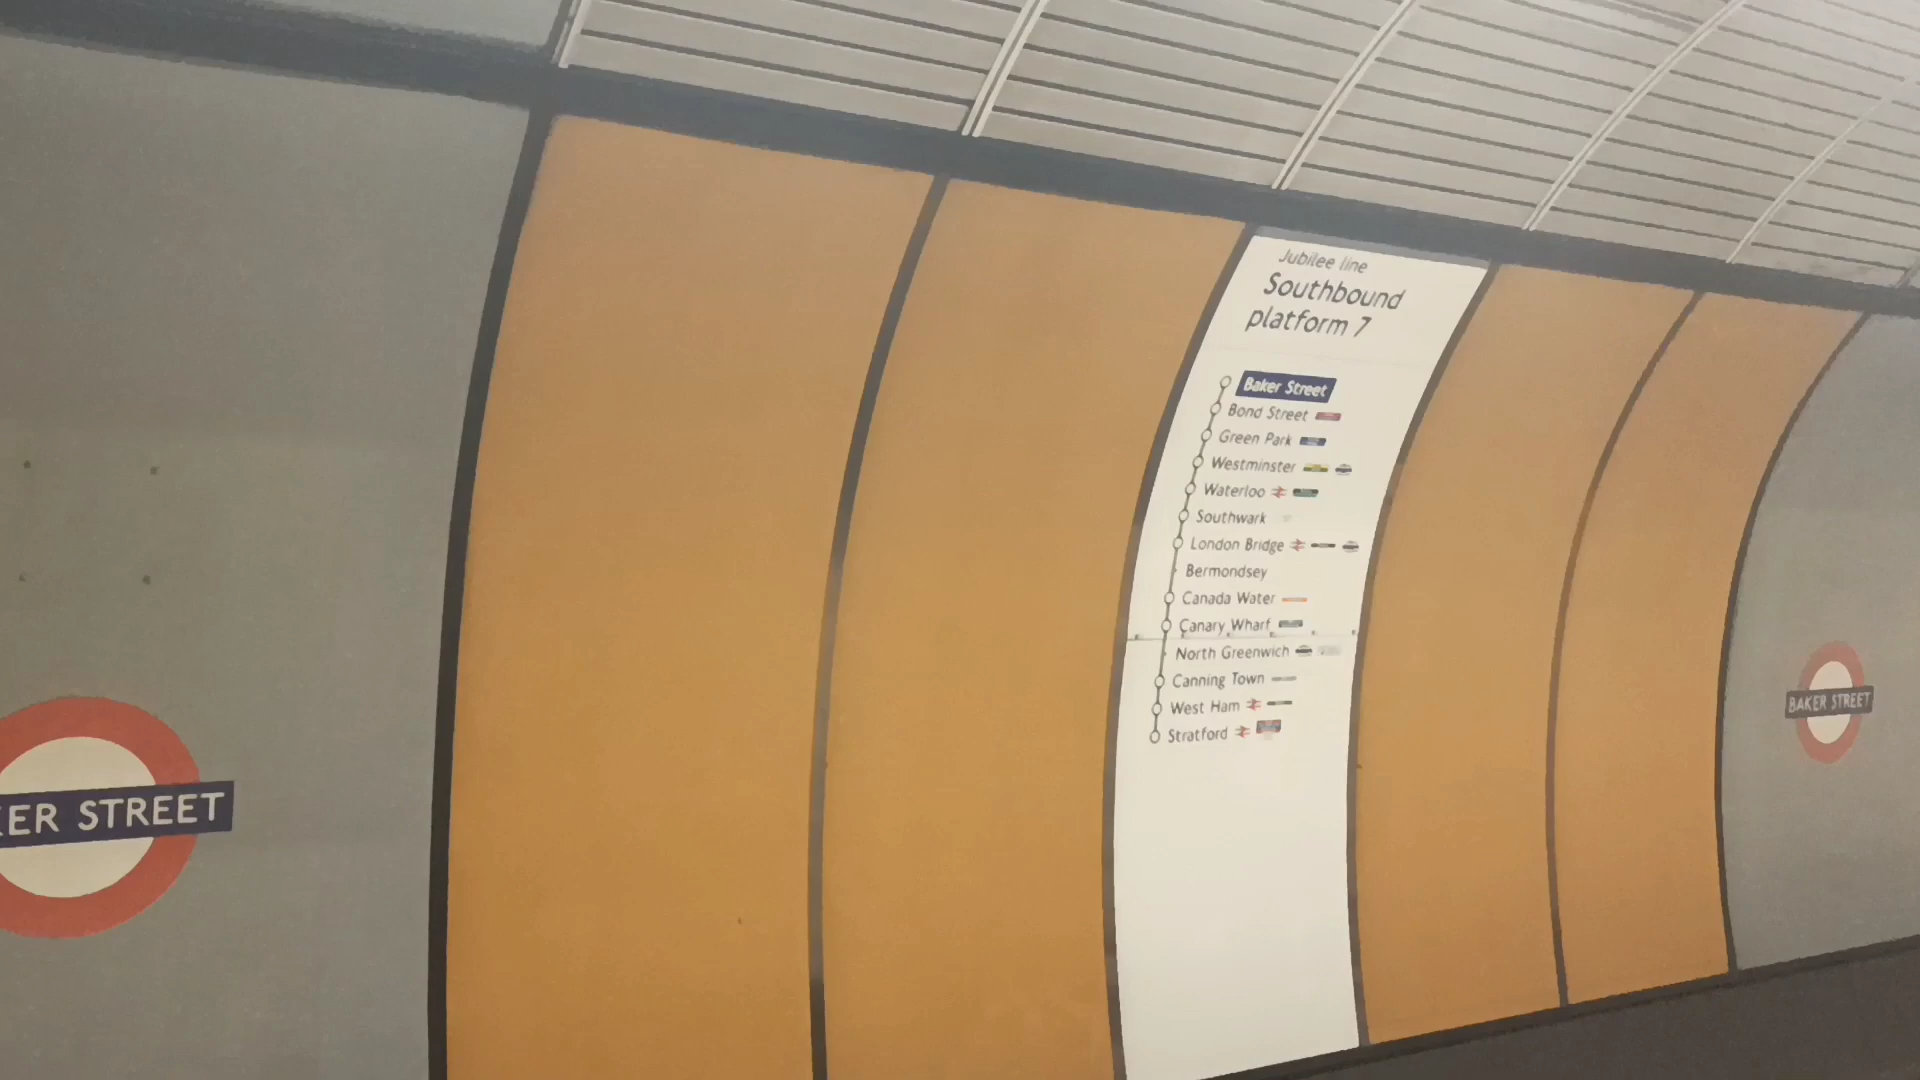 Jubilee line
Southbound
platform 7
Baker Street
Bond Street
Green Park
Westminster
Waterloo
Southwark
London Bridge
Bermondsey
Canada Water
Canary Wharf
North Greenwich
Canning Town
West Ham
Stratford
STREET
BAKER STREET